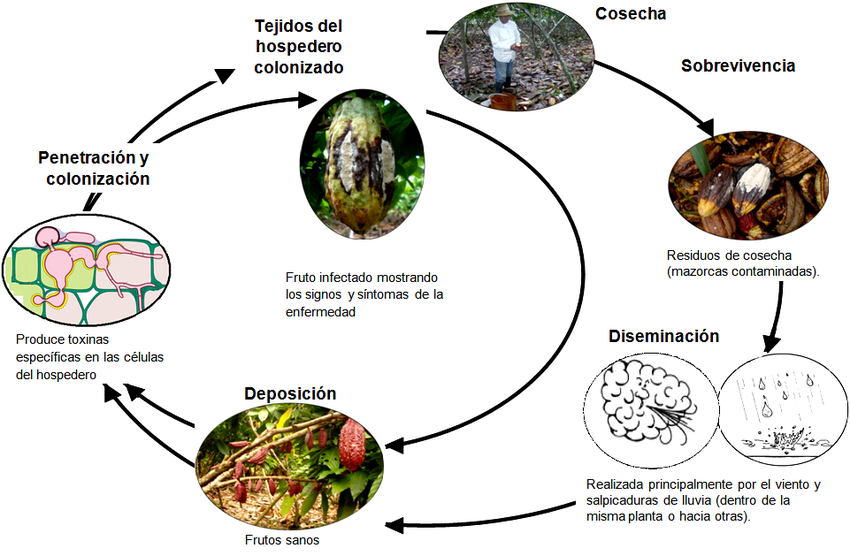 Cosecha
Tejidos del
hospedero
colonizado
Sobrevivencia
Penetración y
colonización
Residuos de cosecha
(mazorcas contaminadas).
Fruto infectado mostrando
los signos y síntomas de la
enfermedad
Produce toxinas
específicas en las células
del hospedero
Diseminación
Deposición
Realizada principalmente por el viento y
salpicaduras de lluvia (dentro de la
misma planta o hacia otras).
Frutos sanos